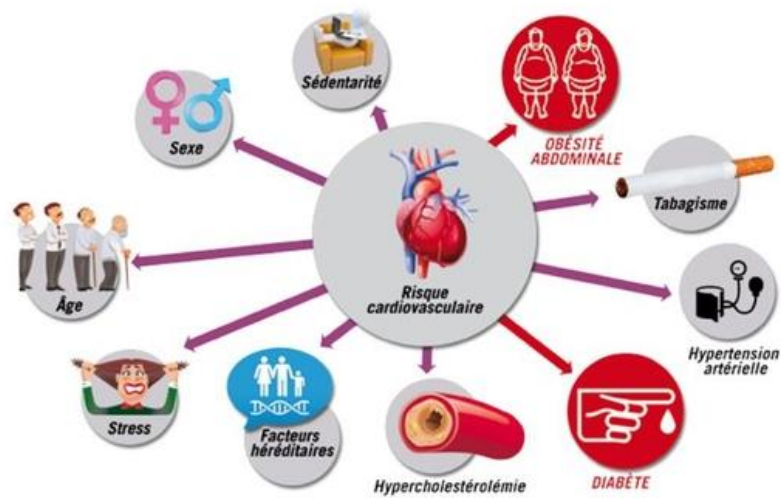 Sédentarité
Sexe
OBÉSITÉ
ABDOMINALE
Tabagisme
Âge
Risque
cardiovasculaire
Hypertension
artérielle
Stress
Facteurs
héréditaires
Hypercholestérolémie
DIABÈTE